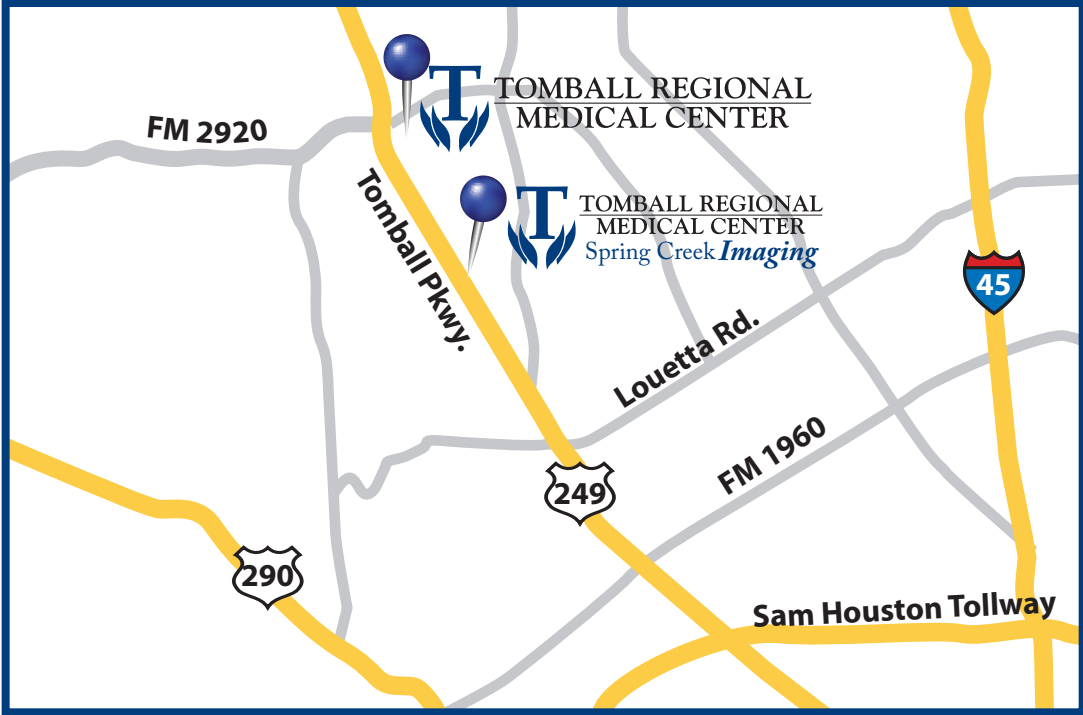 T
TOMBALL REGIONAL
MEDICAL CENTER
FM 2920
Tomball Pkwy.
T
TOMBALL REGIONAL
MEDICAL CENTER
Spring Creek Imaging
45
Louetta Rd.
FM 1960
249
290
Sam Houston Tollway